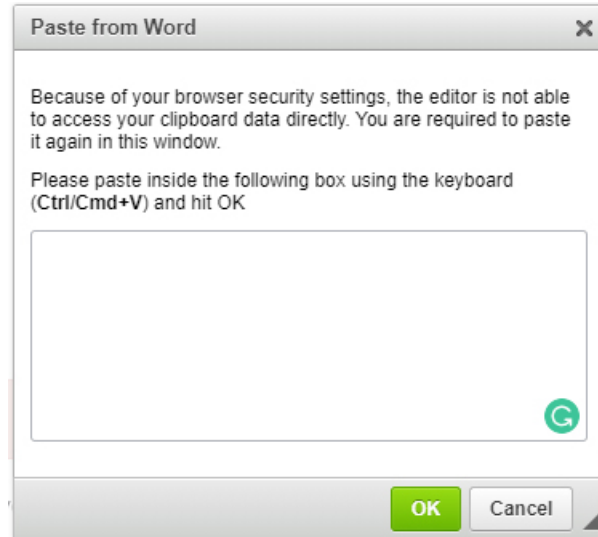 Paste from Word
Because of your browser security settings, the editor is not able
to access your clipboard data directly. You are required to paste
it again in this window.
Please paste inside the following box using the keyboard
(Ctrl/Cmd+V) and hit OK
OK
Cancel